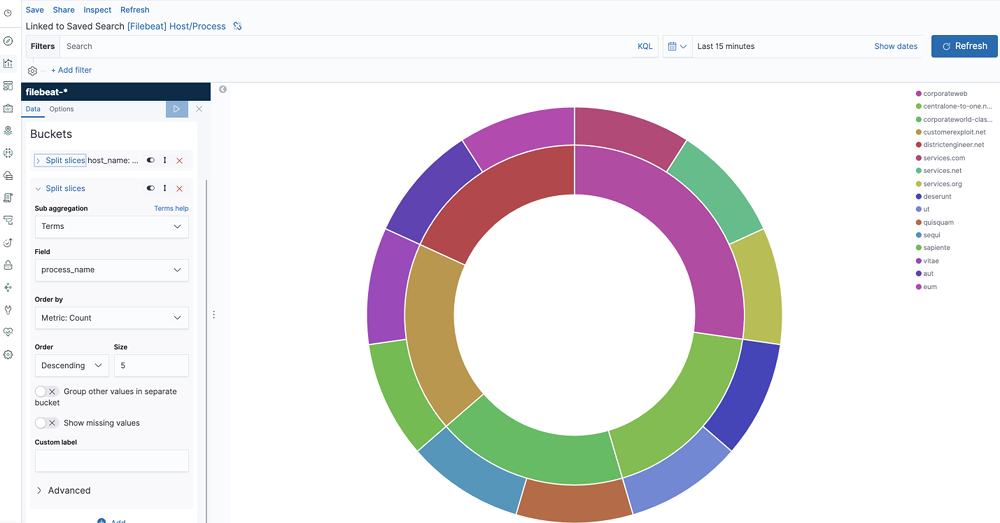 Save Share Inspect Refresh
Linked to Saved Search [Filebeat] Host/Process
Filters Search KQL Last 15 minutes Show dates Refresh
+ Add filter
filebeat-*
Data Options
Buckets
Split slices host_name: ...
Split slices
Sub aggregation Terms help
Terms
Field
process_name
Order by
Metric: Count
Order Size
Descending 5
Group other values in separate
bucket
Show missing values
Custom label
Advanced
Add
corporateweb
centralone-to-one.n...
corporateworld-clas...
customerexploit.net
districtengineer.net
services.com
services.net
services.org
deserunt
ut
quisquam
sequi
sapiente
vitae
aut
eum